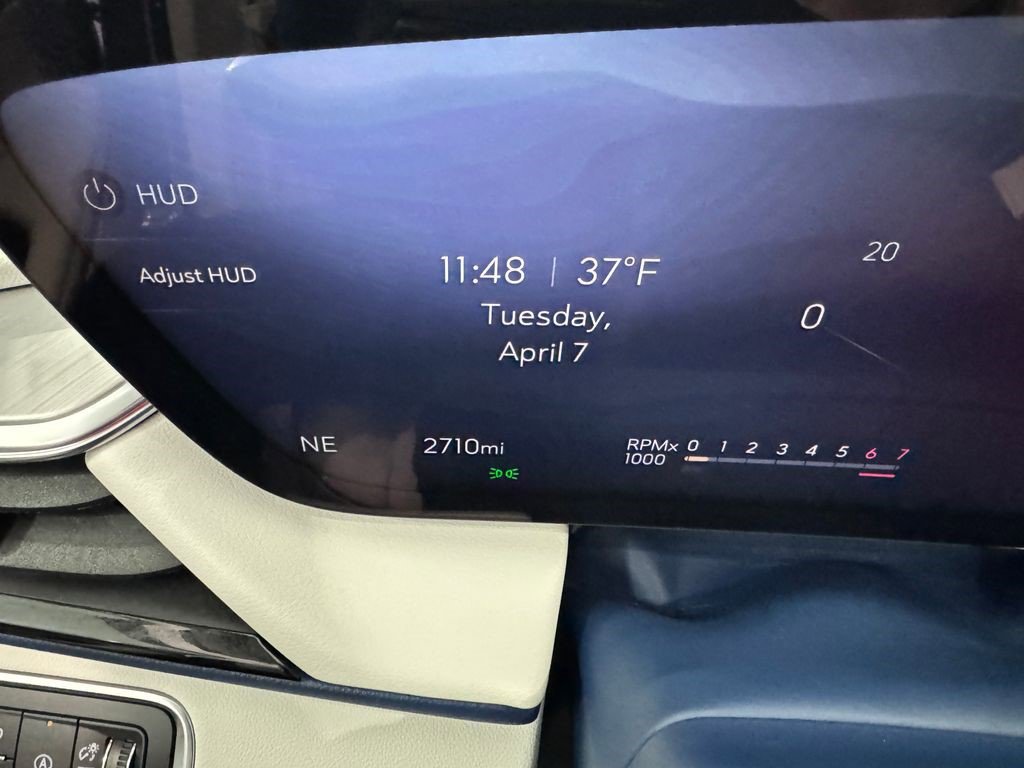 HUD
Adjust HUD
11:48 | 37°F
Tuesday,
April 7
20
0
NE
2710mi
RPMx 0 1 2 3 4 5 6 7
1000
A